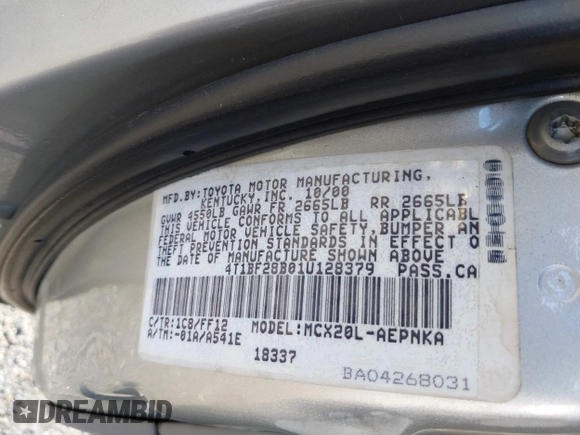 MFD.BY:TOYOTA MOTOR MANUFACTURING,
KENTUCKY,INC. 10/00
GVWR 4550LB GAWR FR 2665LB RR 2665LB
THIS VEHICLE CONFORMS TO ALL APPLICABL
FEDERAL MOTOR VEHICLE SAFETY,BUMPER AN
THEFT PREVENTION STANDARDS IN EFFECT O
THE DATE OF MANUFACTURE SHOWN ABOVE
4T1BF28B01U128379 PASS.CA
C/TR:1C8/FF12 MODEL:MCX20L-AEPNKA
A/TM:-01A/A541E
18337
BA04268031
DREAMBID